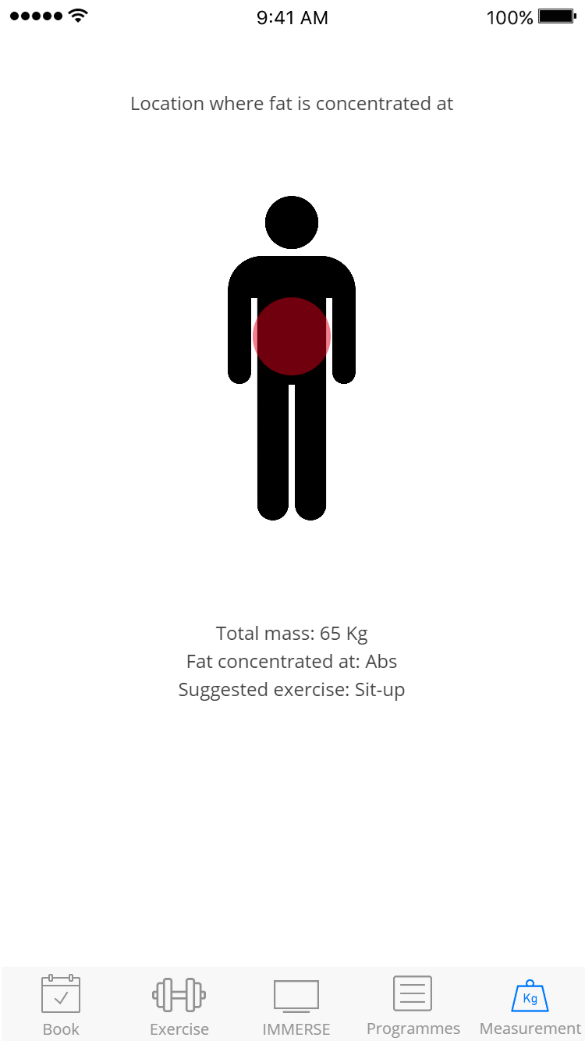 9:41 AM
100%
Location where fat is concentrated at
Total mass: 65 Kg
Fat concentrated at: Abs
Suggested exercise: Sit-up
Kg
Book
Exercise
IMMERSE
Programmes
Measurement